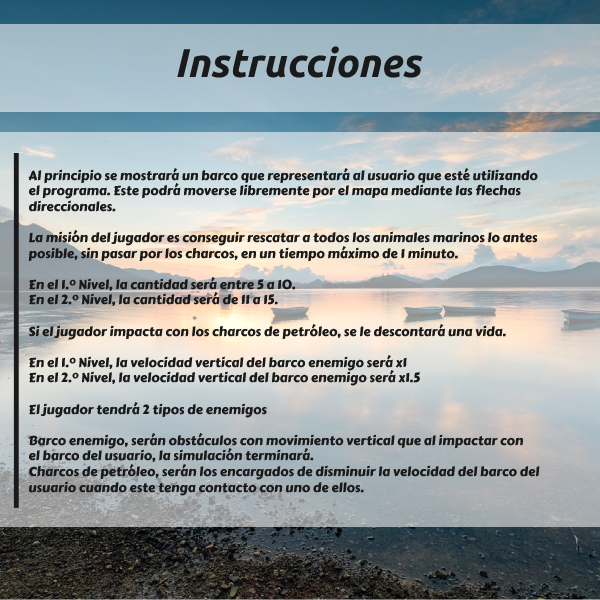 Instrucciones
Al principio se mostrará un barco que representará al usuario que esté utilizando
el programa. Este podrá moverse libremente por el mapa mediante las flechas
direccionales.
La misión del jugador es conseguir rescatar a todos los animales marinos lo antes
posible, sin pasar por los charcos, en un tiempo máximo de 1 minuto.
En el 1.º Nivel, la cantidad será entre 5 a 10.
En el 2.º Nivel, la cantidad será de 11 a 15.
Si el jugador impacta con los charcos de petróleo, se le descontará una vida.
En el 1.º Nivel, la velocidad vertical del barco enemigo será x1
En el 2.º Nivel, la velocidad vertical del barco enemigo será x1.5
El jugador tendrá 2 tipos de enemigos
Barco enemigo, serán obstáculos con movimiento vertical que al impactar con
el barco del usuario, la simulación terminará.
Charcos de petróleo, serán los encargados de disminuir la velocidad del barco del
usuario cuando este tenga contacto con uno de ellos.